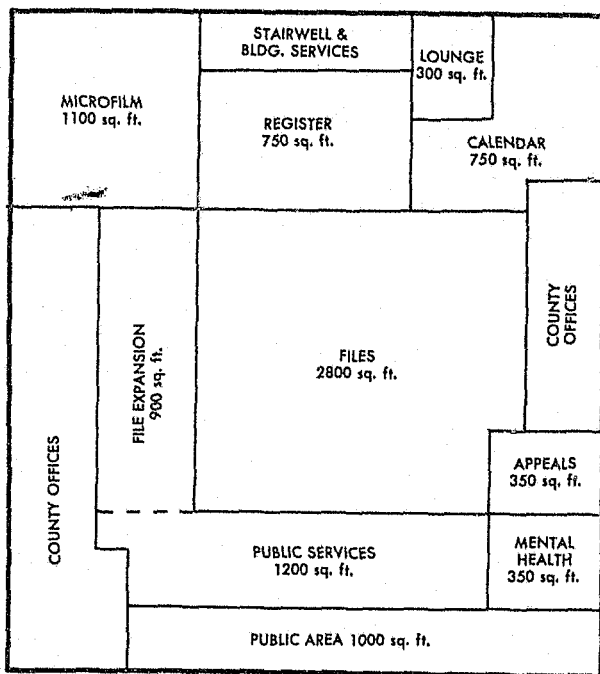 STAIRWELL &
BLDG. SERVICES
LOUNGE
300 sq. ft.
MICROFILM
1100 sq. ft.
REGISTER
750 sq. ft.
CALENDAR
750 sq. ft.
COUNTY
OFFICES
FILE EXPANSION
900 sq. ft.
FILES
2800 sq. ft.
COUNTY OFFICES
APPEALS
350 sq. ft.
PUBLIC SERVICES
1200 sq. ft.
MENTAL
HEALTH
350 sq. ft.
PUBLIC AREA 1000 sq. ft.